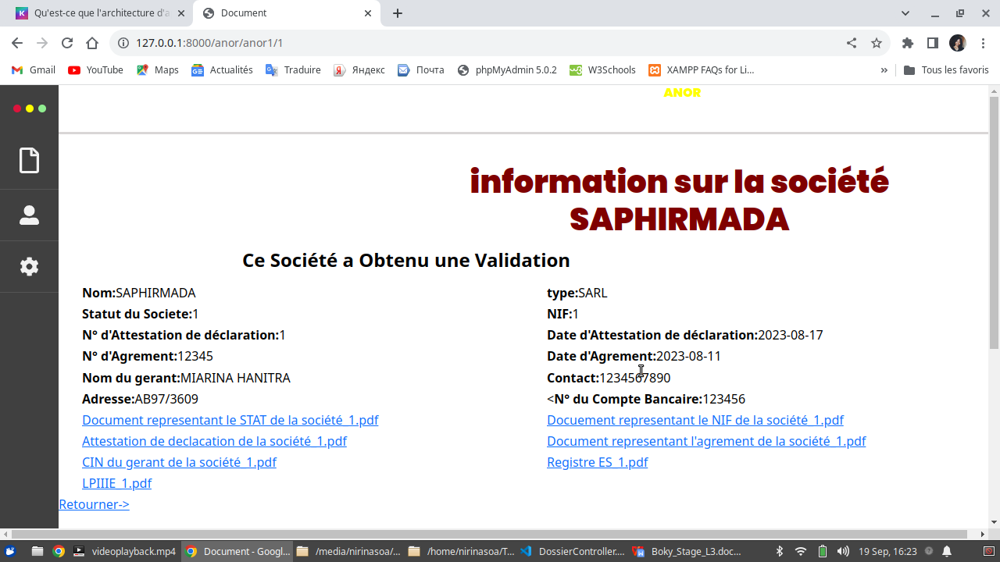 Qu'est-ce que l'architecture d'a
Document
127.0.0.1:8000/anor/anor1/1
Gmail YouTube Maps Actualités Traduire Яндекс Почта phpMyAdmin 5.0.2 W3Schools XAMPP FAQs for Li... » Tous les favoris
ANOR
information sur la société
SAPHIRMADA
Ce Société a Obtenu une Validation
Nom:SAPHIRMADA
type:SARL
Statut du Societe:1
NIF:1
N° d'Attestation de déclaration:1
Date d'Attestation de déclaration:2023-08-17
N° d'Agrement:12345
Date d'Agrement:2023-08-11
Nom du gerant:MIARINA HANITRA
Contact:1234567890
Adresse:AB97/3609
<N° du Compte Bancaire:123456
Document representant le STAT de la société_1.pdf
Docuement representant le NIF de la société_1.pdf
Attestation de declacation de la société_1.pdf
Document representant l'agrement de la société_1.pdf
CIN du gerant de la société_1.pdf
Registre ES_1.pdf
LPIIIE_1.pdf
Retourner->
videoplayback.mp4 Document - Googl... /media/nirinasoa/... /home/nirinasoa/T... DossierController.... Boky_Stage_L3.doc... 19 Sep, 16:23